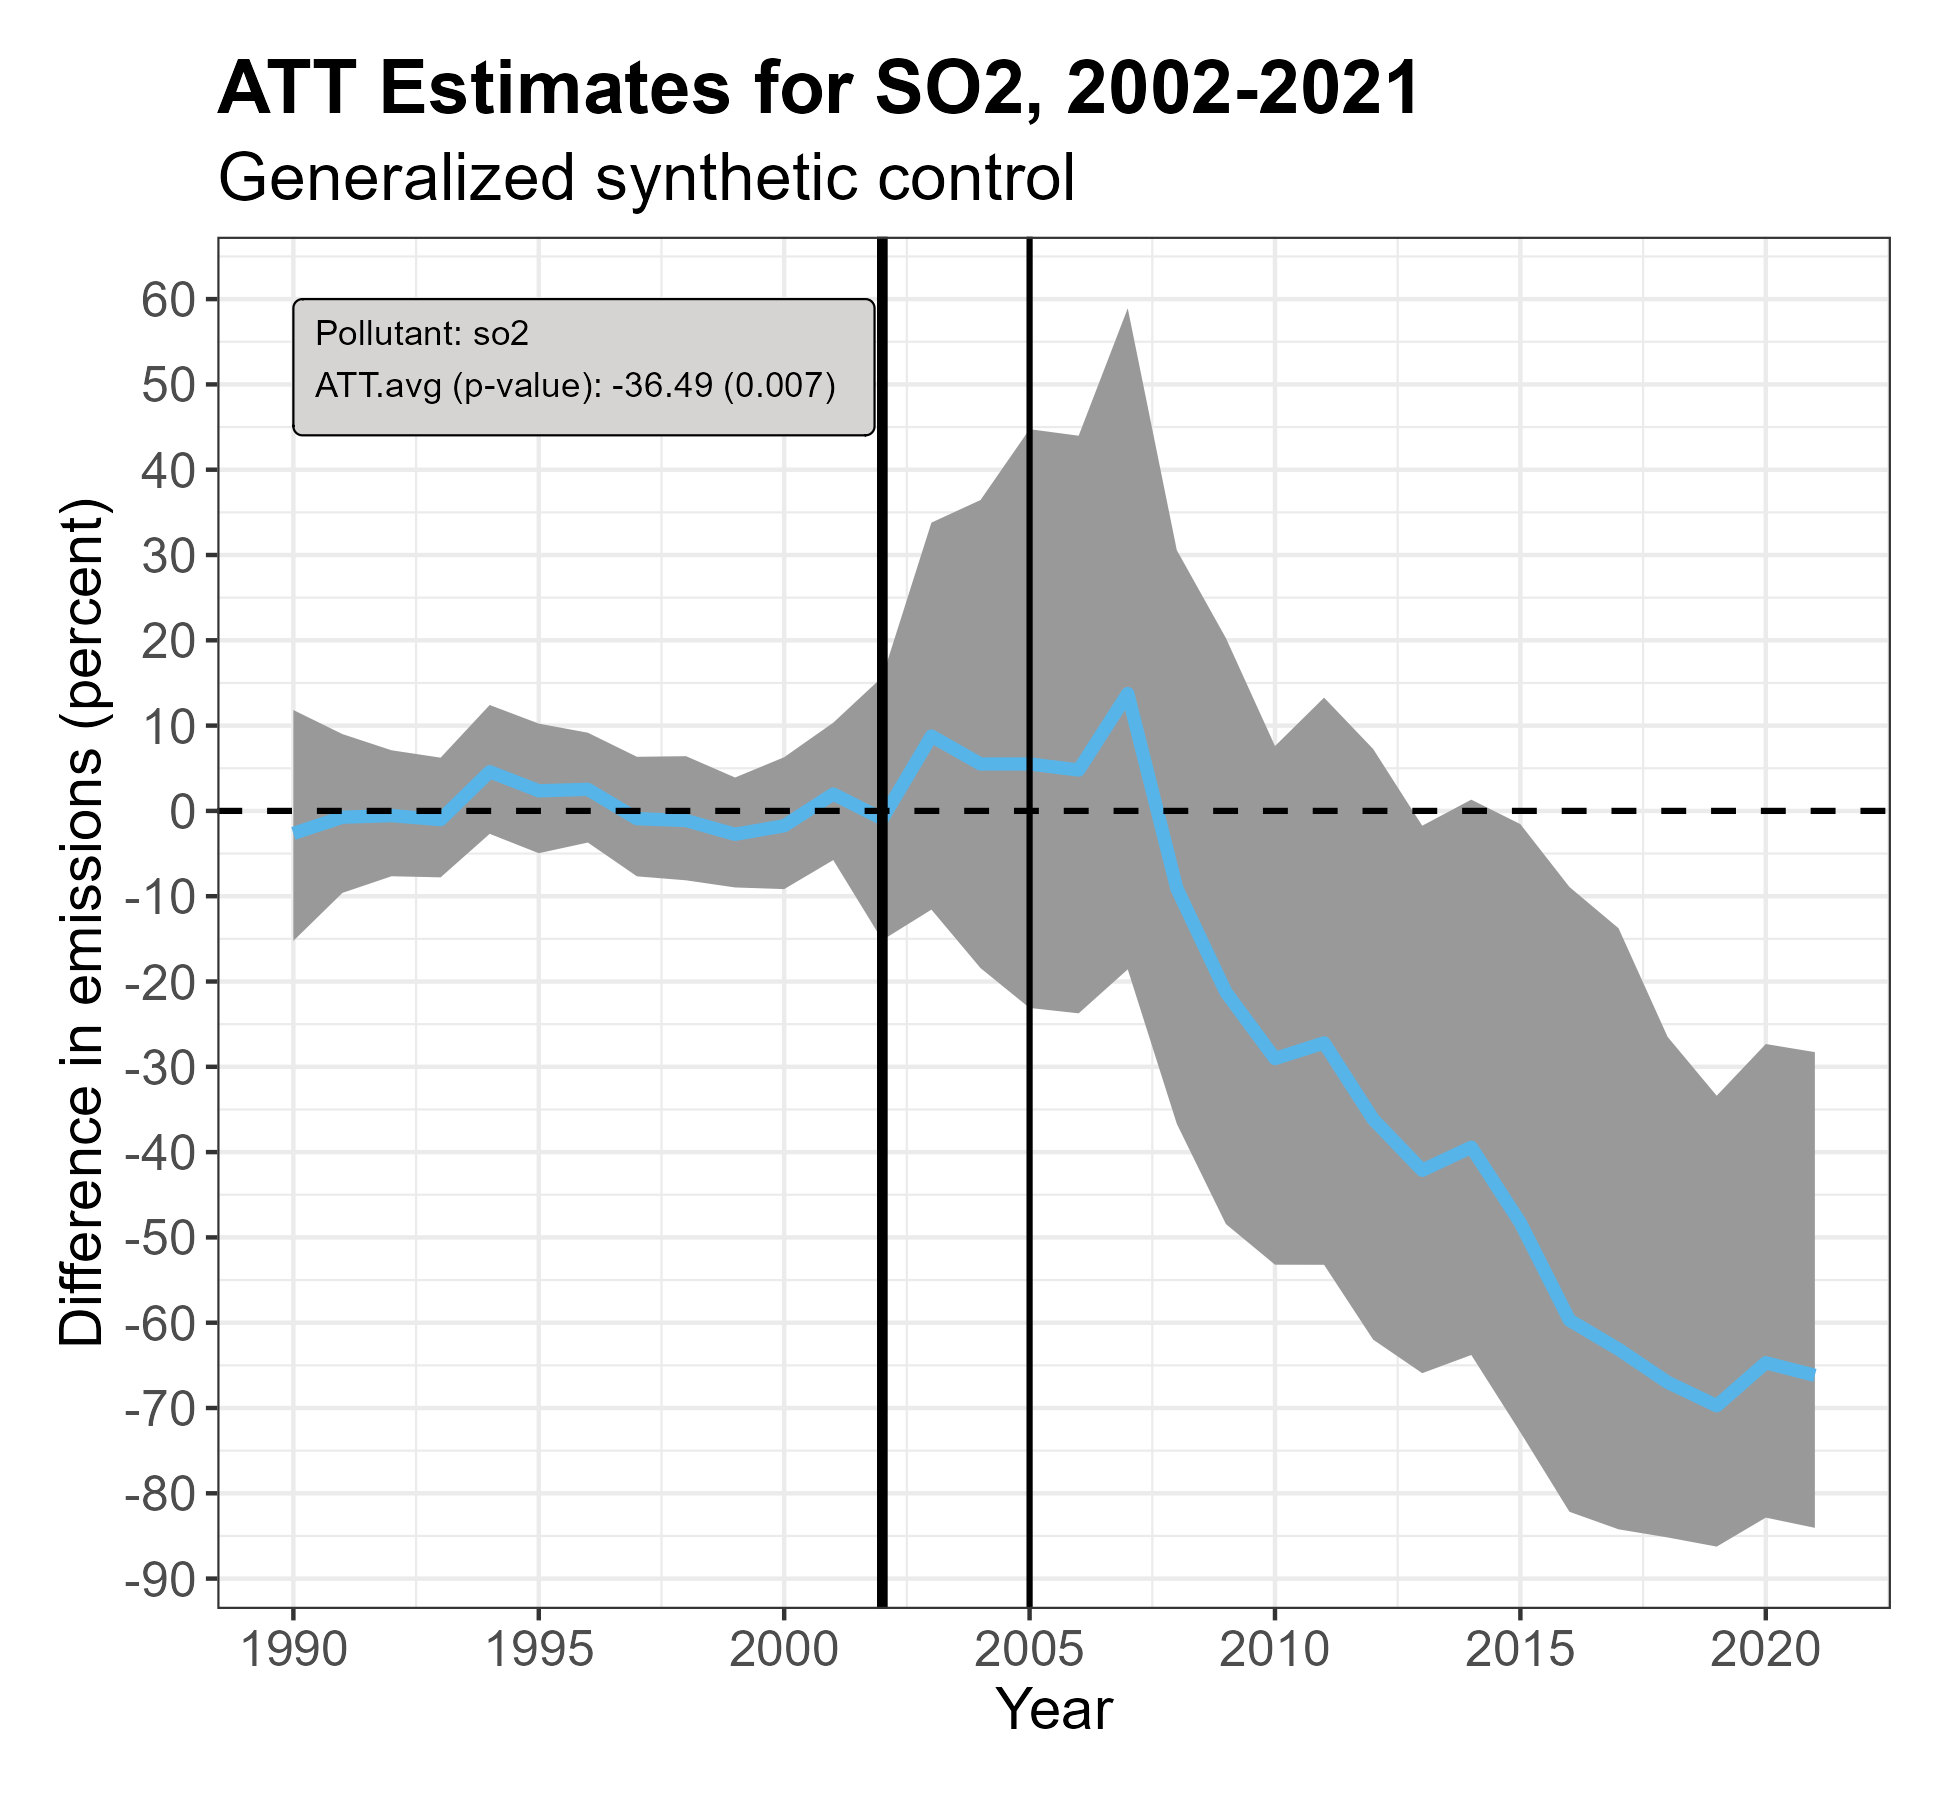 ATT Estimates for SO2, 2002-2021
Generalized synthetic control
Pollutant: so2
ATT.avg (p-value): -36.49 (0.007)
Difference in emissions (percent)
60
50
40
30
20
10
0
-10
-20
-30
-40
-50
-60
-70
-80
-90
1990 1995 2000 2005 2010 2015 2020
Year